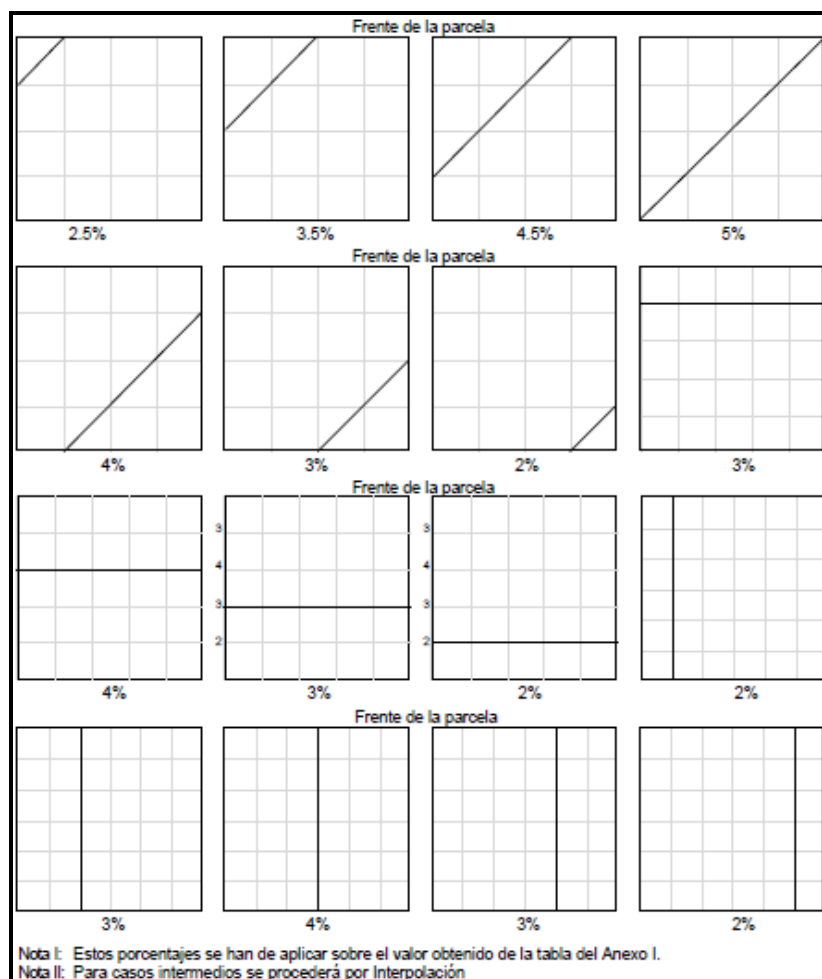 Frente de la parcela
2.5% 3.5% 4.5% 5%
Frente de la parcela
4% 3% 2% 3%
Frente de la parcela
3 3
4 4
3 3
2 2
4% 3% 2% 2%
Frente de la parcela
3% 4% 3% 2%
Nota I: Estos porcentajes se han de aplicar sobre el valor obtenido de la tabla del Anexo I.
Nota II: Para casos intermedios se procederá por Interpolación